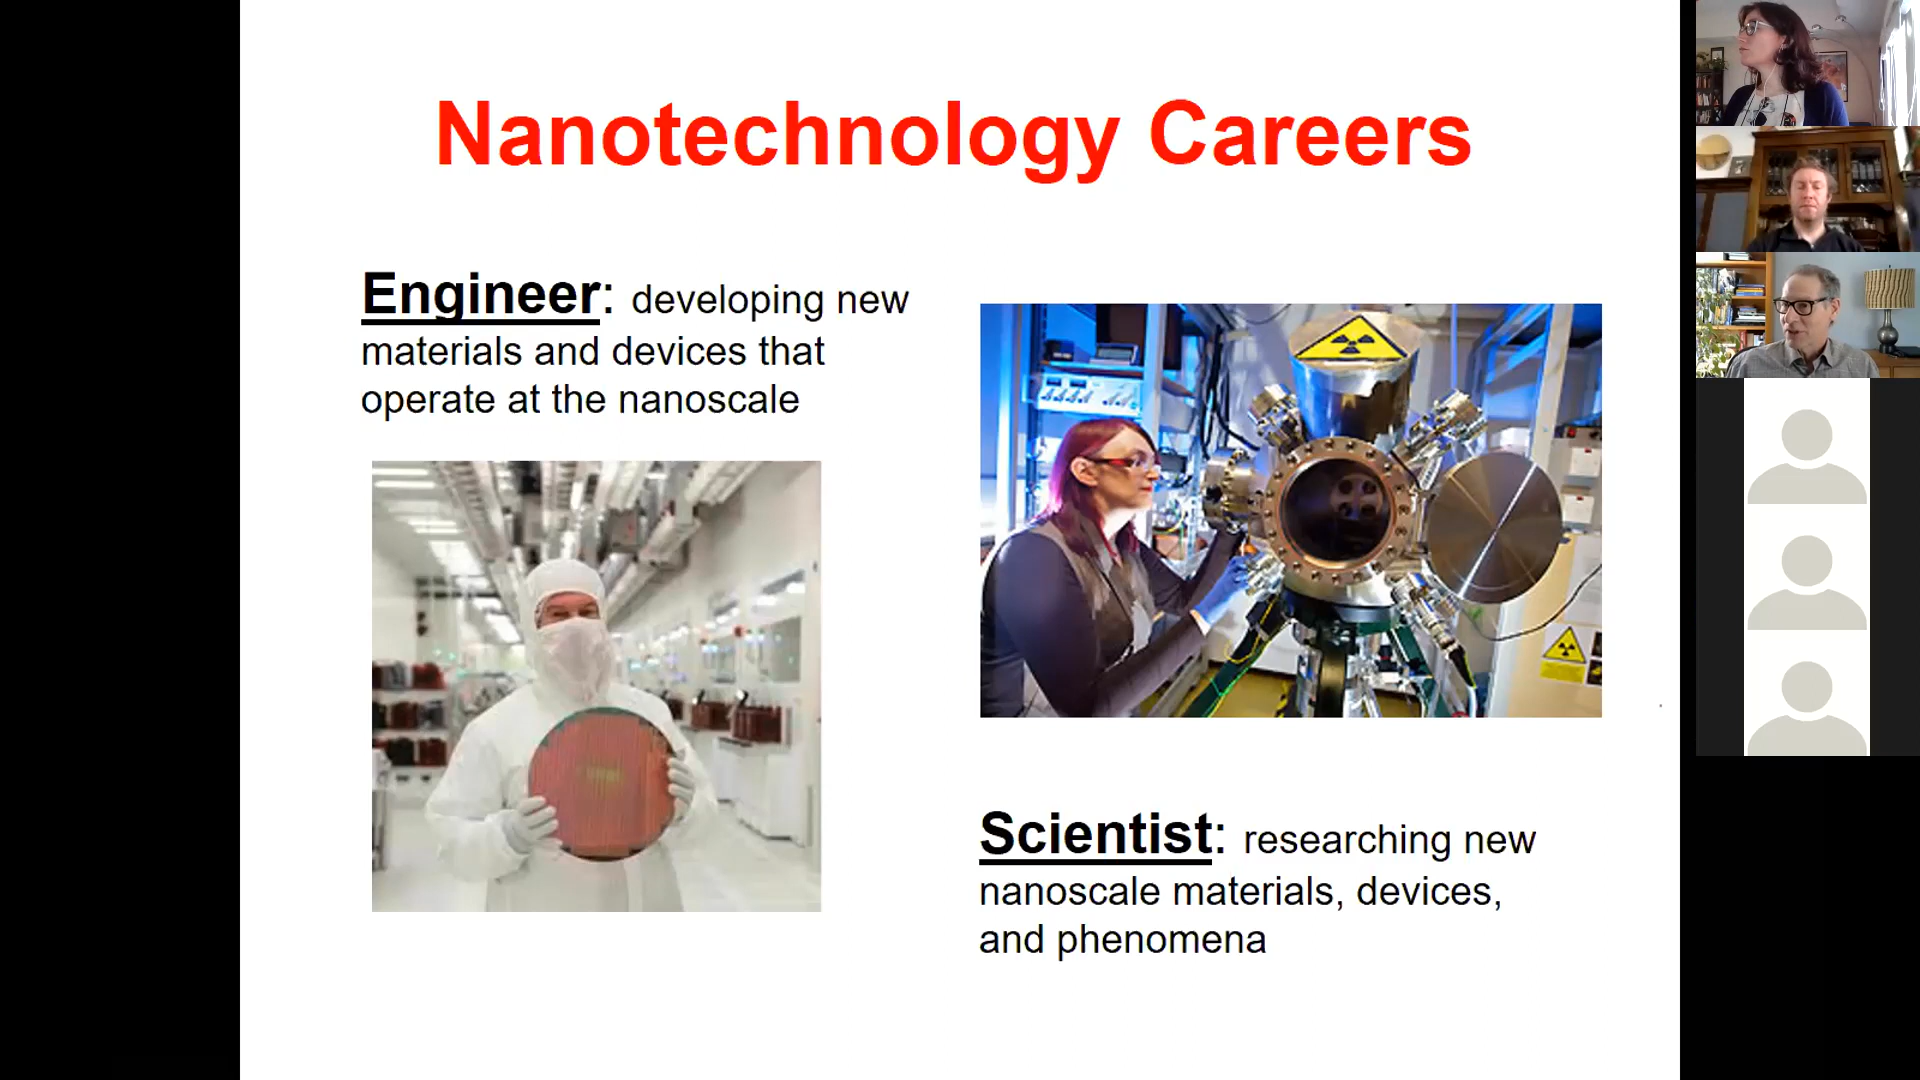 Nanotechnology Careers
Engineer: developing new
materials and devices that
operate at the nanoscale
Scientist: researching new
nanoscale materials, devices,
and phenomena